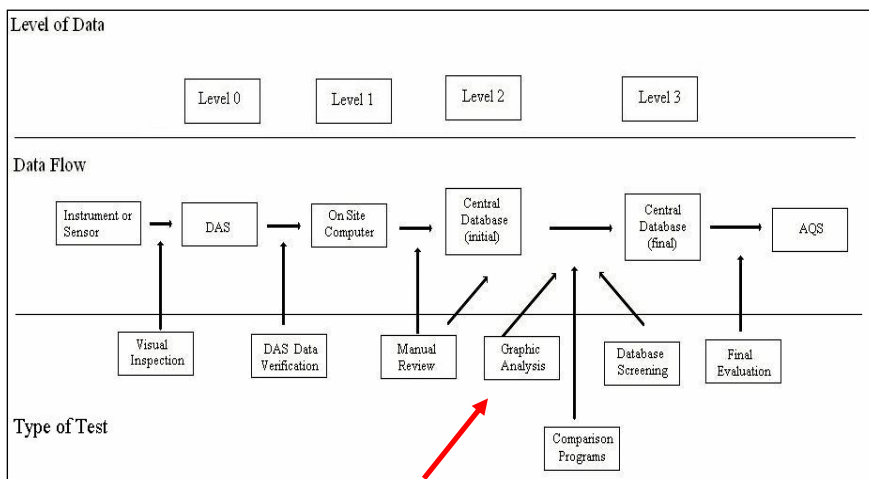 Level of Data
Level 0
Level 1
Level 2
Level 3
Data Flow
Instrument or
Sensor
DAS
On Site
Computer
Central
Database
(initial)
Central
Database
(final)
AQS
Visual
Inspection
DAS Data
Verification
Manual
Review
Graphic
Analysis
Database
Screening
Final
Evaluation
Type of Test
Comparison
Programs